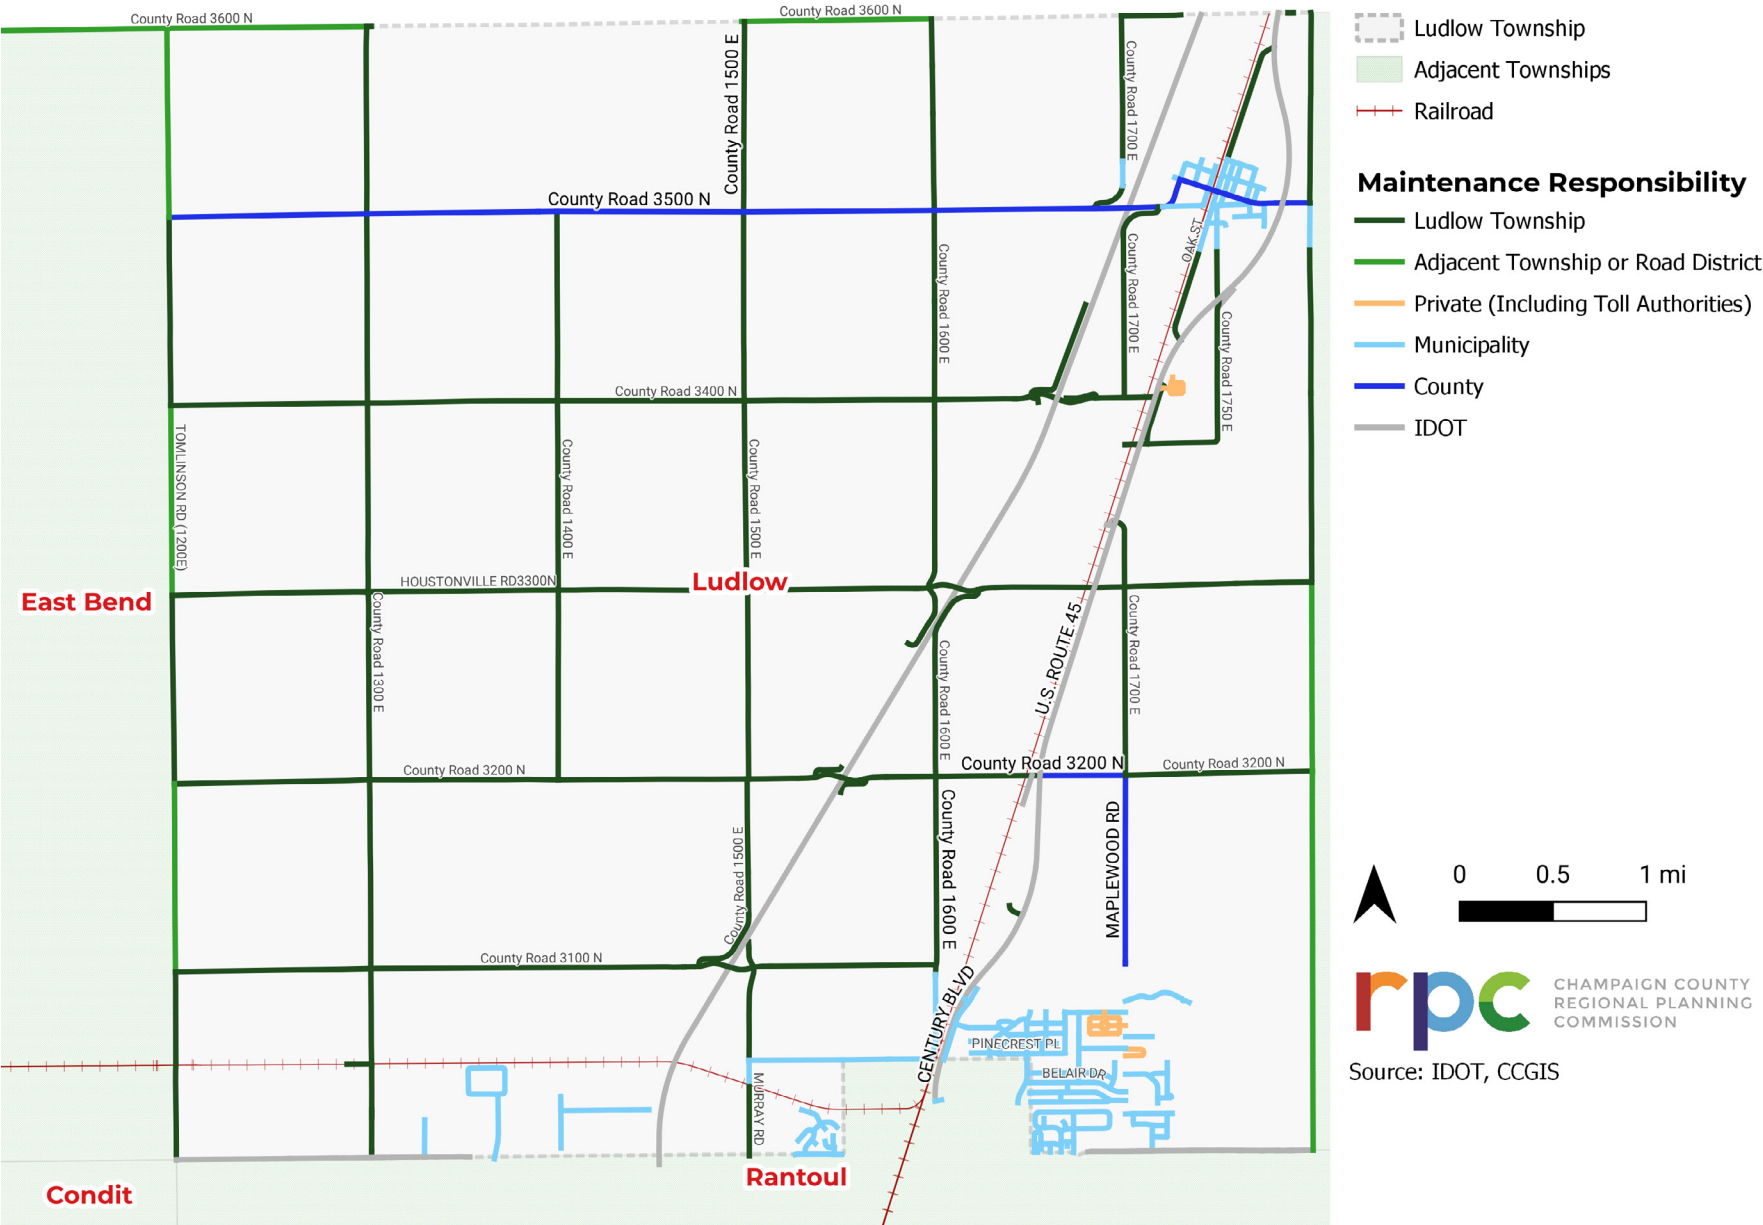 County Road 3600 N
County Road 3600 N
County Road 1500 E
County Road 1700 E
County Road 3500 N
OAK ST
County Road 1600 E
County Road 1700 E
County Road 1750 E
County Road 3400 N
TOMLINSON RD (1200E)
County Road 1400 E
County Road 1500 E
HOUSTONVILLE RD3300N
Ludlow
East Bend
County Road 1300 E
County Road 1600 E
U.S. ROUTE 45
County Road 1700 E
County Road 3200 N
County Road 3200 N
County Road 3200 N
County Road 1500 E
County Road 1600 E
MAPLEWOOD RD
County Road 3100 N
CENTURY BLVD
PINECREST PL
BELAIR DR
MURRAY RD
Rantoul
Condit
Ludlow Township
Adjacent Townships
Railroad
Maintenance Responsibility
Ludlow Township
Adjacent Township or Road District
Private (Including Toll Authorities)
Municipality
County
IDOT
0 0.5 1 mi
rpc
CHAMPAIGN COUNTY
REGIONAL PLANNING
COMMISSION
Source: IDOT, CCGIS